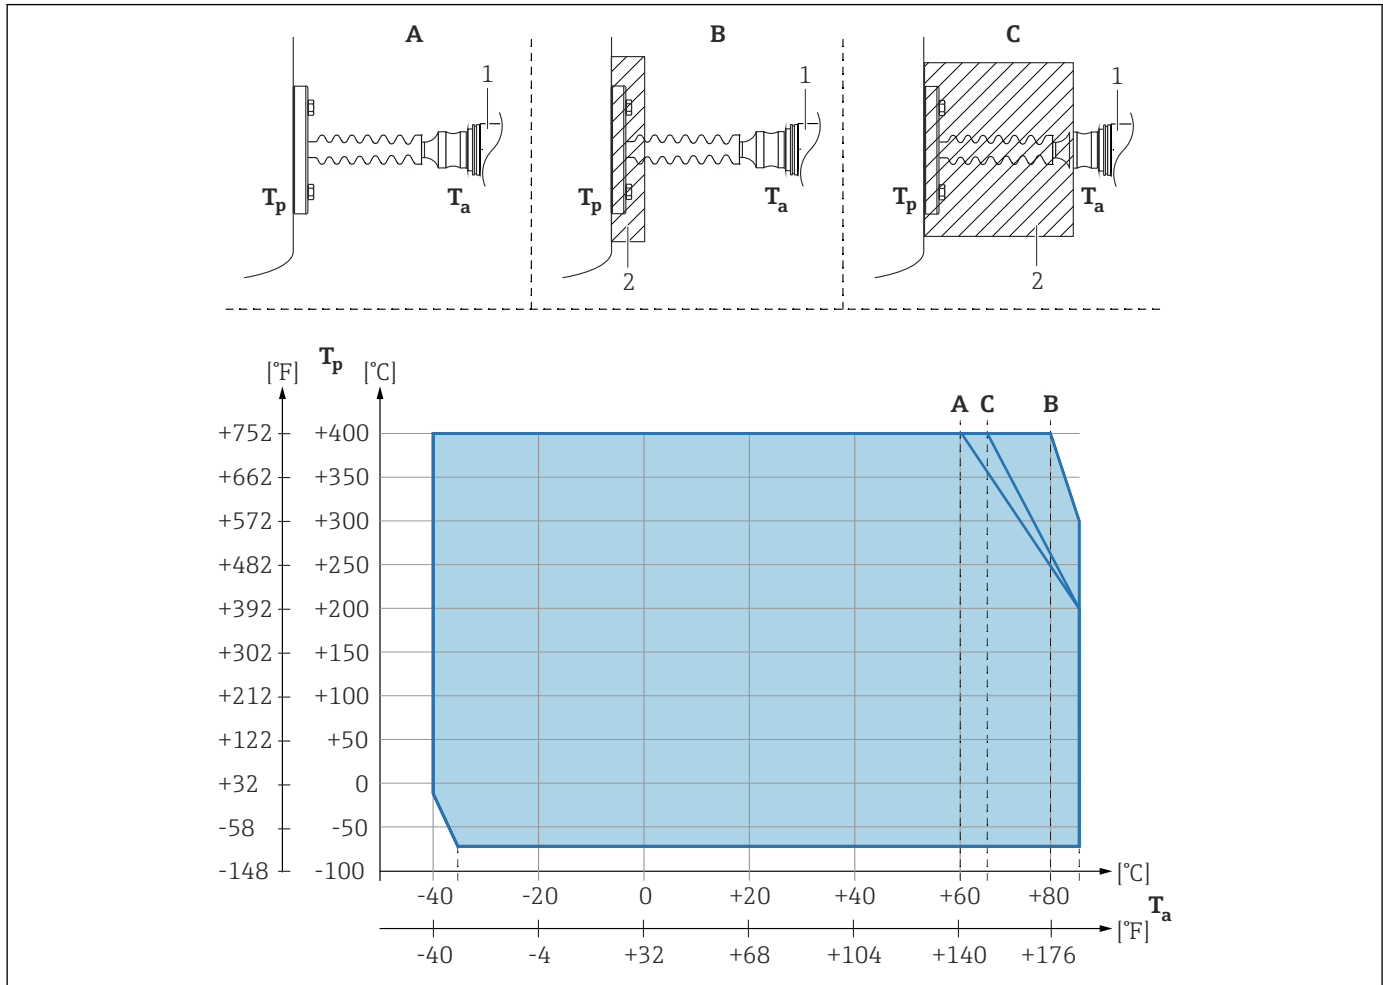 A B C
1 1 1
Tp Ta Tp Ta Tp Ta
2 2 2
Tp
[°F] [°C]
A C B
+752 +400
+662 +350
+572 +300
+482 +250
+392 +200
+302 +150
+212 +100
+122 +50
+32 0
-58 -50
-148 -100
[°C]
-40 -20 0 +20 +40 +60 +80
Ta
[°F]
-40 -4 +32 +68 +104 +140 +176